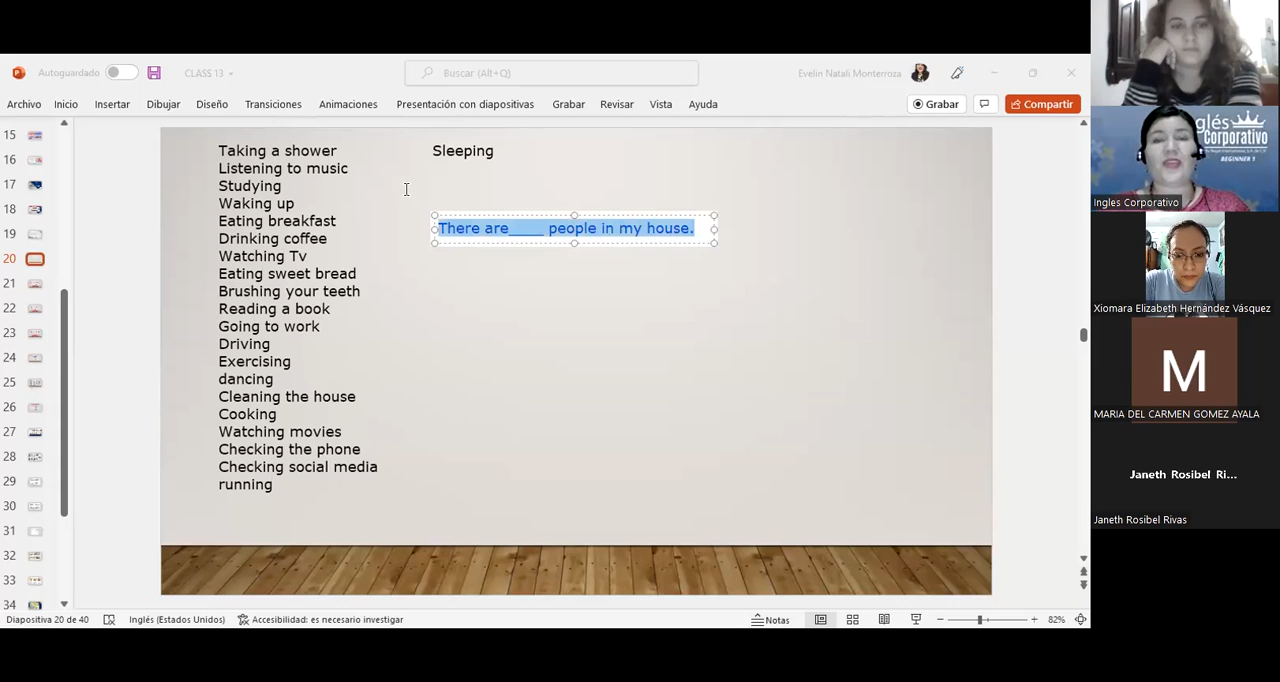 Autoguardado
CLASS 13
Buscar (Alt+Q)
Evelin Natali Monterroza
Archivo
Inicio
Insertar
Dibujar
Diseño
Transiciones
Animaciones
Presentación con diapositivas
Grabar
Revisar
Vista
Ayuda
Grabar
Compartir
15
16
17
18
19
20
21
22
23
24
25
26
27
28
29
30
31
32
33
34
Taking a shower
Listening to music
Studying
Waking up
Eating breakfast
Drinking coffee
Watching Tv
Eating sweet bread
Brushing your teeth
Reading a book
Going to work
Driving
Exercising
dancing
Cleaning the house
Cooking
Watching movies
Checking the phone
Checking social media
running
Sleeping
There are____ people in my house.
Diapositiva 20 de 40
Inglés (Estados Unidos)
Accesibilidad: es necesario investigar
Notas
82%
glés
Corporativo
BEGINNER 1
Ingles Corporativo
Xiomara Elizabeth Hernández Vásquez
M
MARIA DEL CARMEN GOMEZ AYALA
Janeth Rosibel Ri...
Janeth Rosibel Rivas